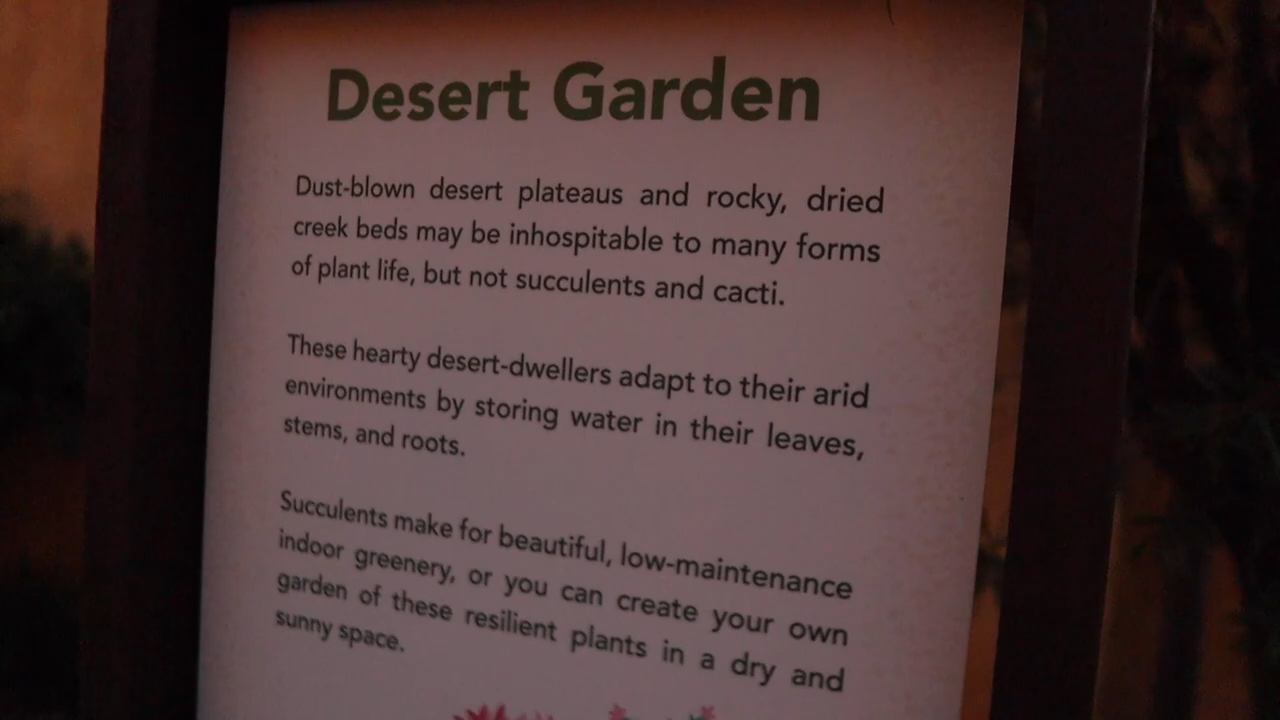 Desert Garden
Dust-blown desert plateaus and rocky, dried
creek beds may be inhospitable to many forms
of plant life, but not succulents and cacti.
These hearty desert-dwellers adapt to their arid
environments by storing water in their leaves,
stems, and roots.
Succulents make for beautiful, low-maintenance
indoor greenery, or you can create your own
garden of these resilient plants in a dry and
sunny space.